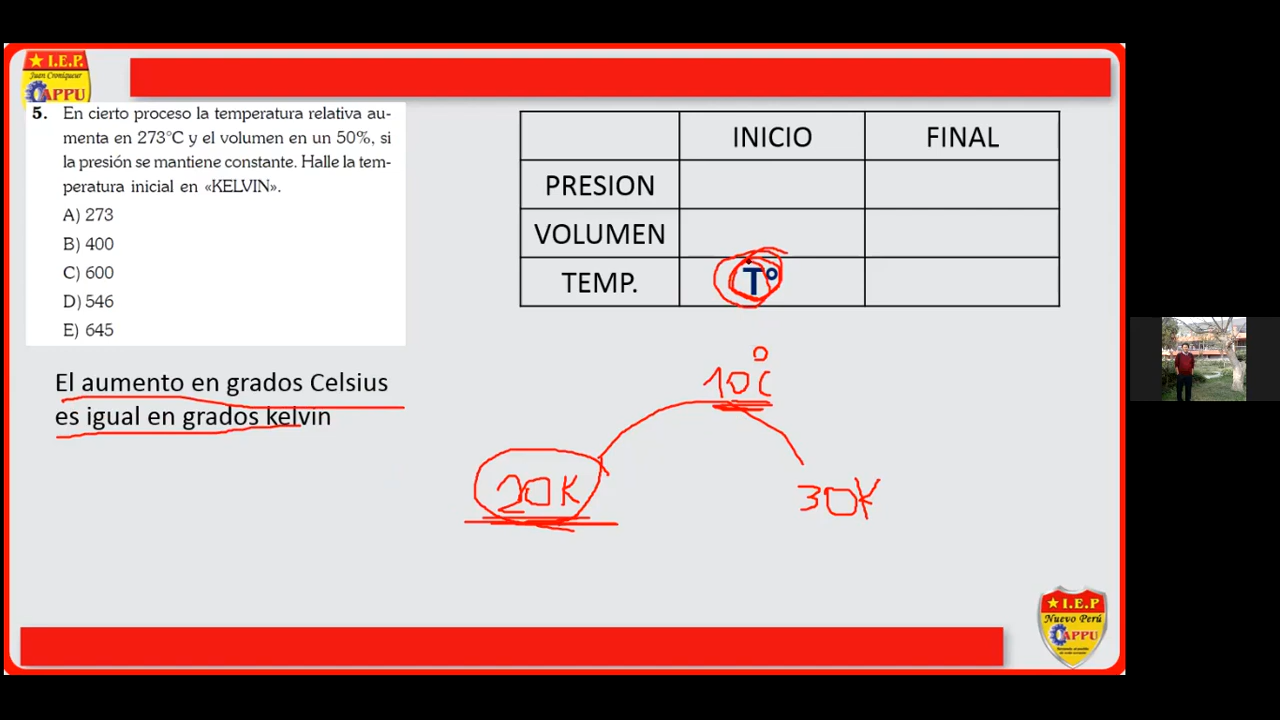 I.E.P.
Juan Croniqueur
APPU
5. En cierto proceso la temperatura relativa au-
menta en 273°C y el volumen en un 50%, si
la presión se mantiene constante. Halle la tem-
peratura inicial en «KELVIN».
A) 273
B) 400
C) 600
D) 546
E) 645
INICIO FINAL
PRESION
VOLUMEN
TEMP. T°
El aumento en grados Celsius
es igual en grados kelvin
10°C
20K
30K
I.E.P
Nuevo Perú
APPU